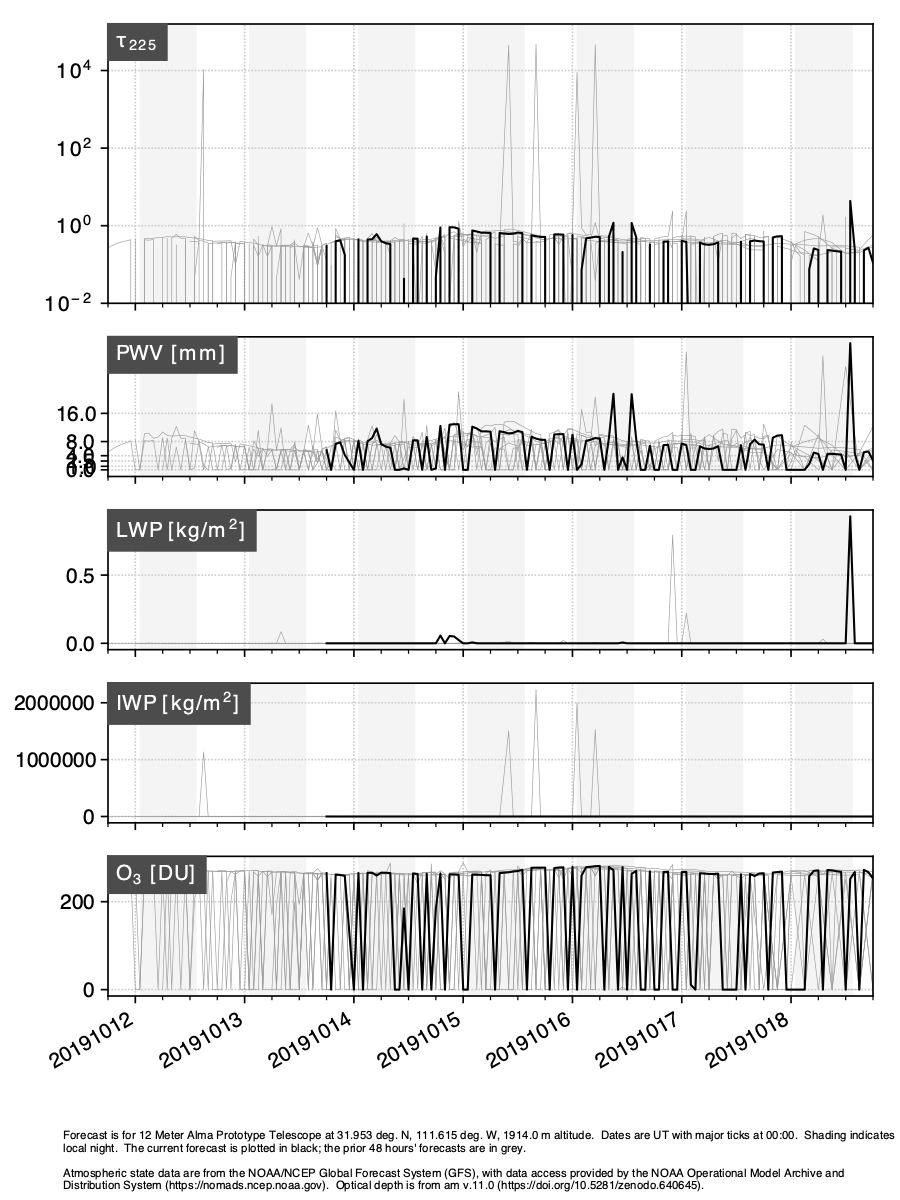 τ225
10⁴
10²
10⁰
10⁻²
PWV [mm]
16.0
8.0
4.0
0.0
LWP [kg/m²]
0.5
0.0
IWP [kg/m²]
2000000
1000000
0
O₃ [DU]
200
0
20191012 20191013 20191014 20191015 20191016 20191017 20191018
Forecast is for 12 Meter Alma Prototype Telescope at 31.953 deg. N, 111.615 deg. W, 1914.0 m altitude.  Dates are UT with major ticks at 00:00.  Shading indicates
local night.  The current forecast is plotted in black; the prior 48 hours' forecasts are in grey.
Atmospheric state data are from the NOAA/NCEP Global Forecast System (GFS), with data access provided by the NOAA Operational Model Archive and
Distribution System (https://nomads.ncep.noaa.gov).  Optical depth is from am v.11.0 (https://doi.org/10.5281/zenodo.640645).